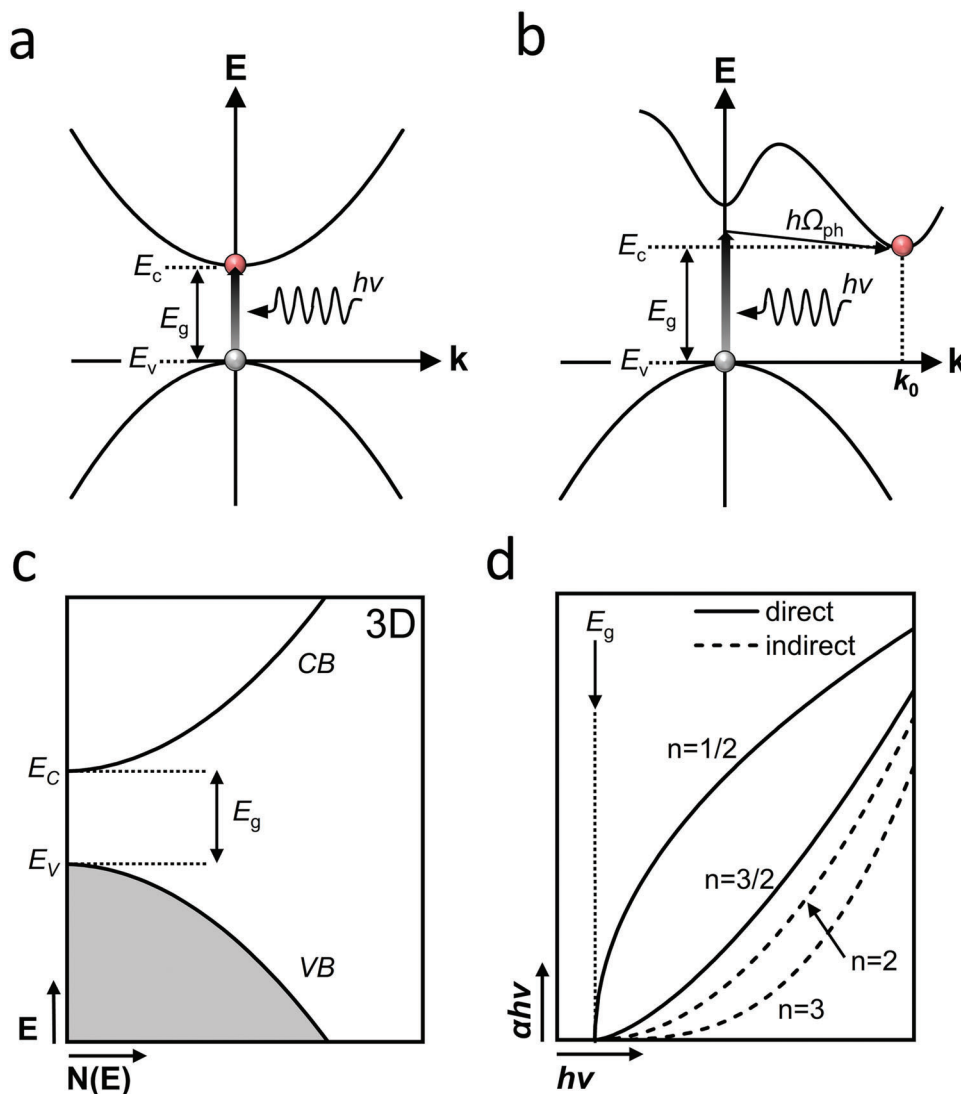 a
E
E_c
hν
E_g
E_v
k
b
E
hΩ_ph
E_c
hν
E_g
E_v
k_0
k
c
3D
CB
E_C
E_g
E_V
VB
E
N(E)
d
direct
indirect
E_g
n=1/2
n=3/2
n=2
n=3
αhν
hν